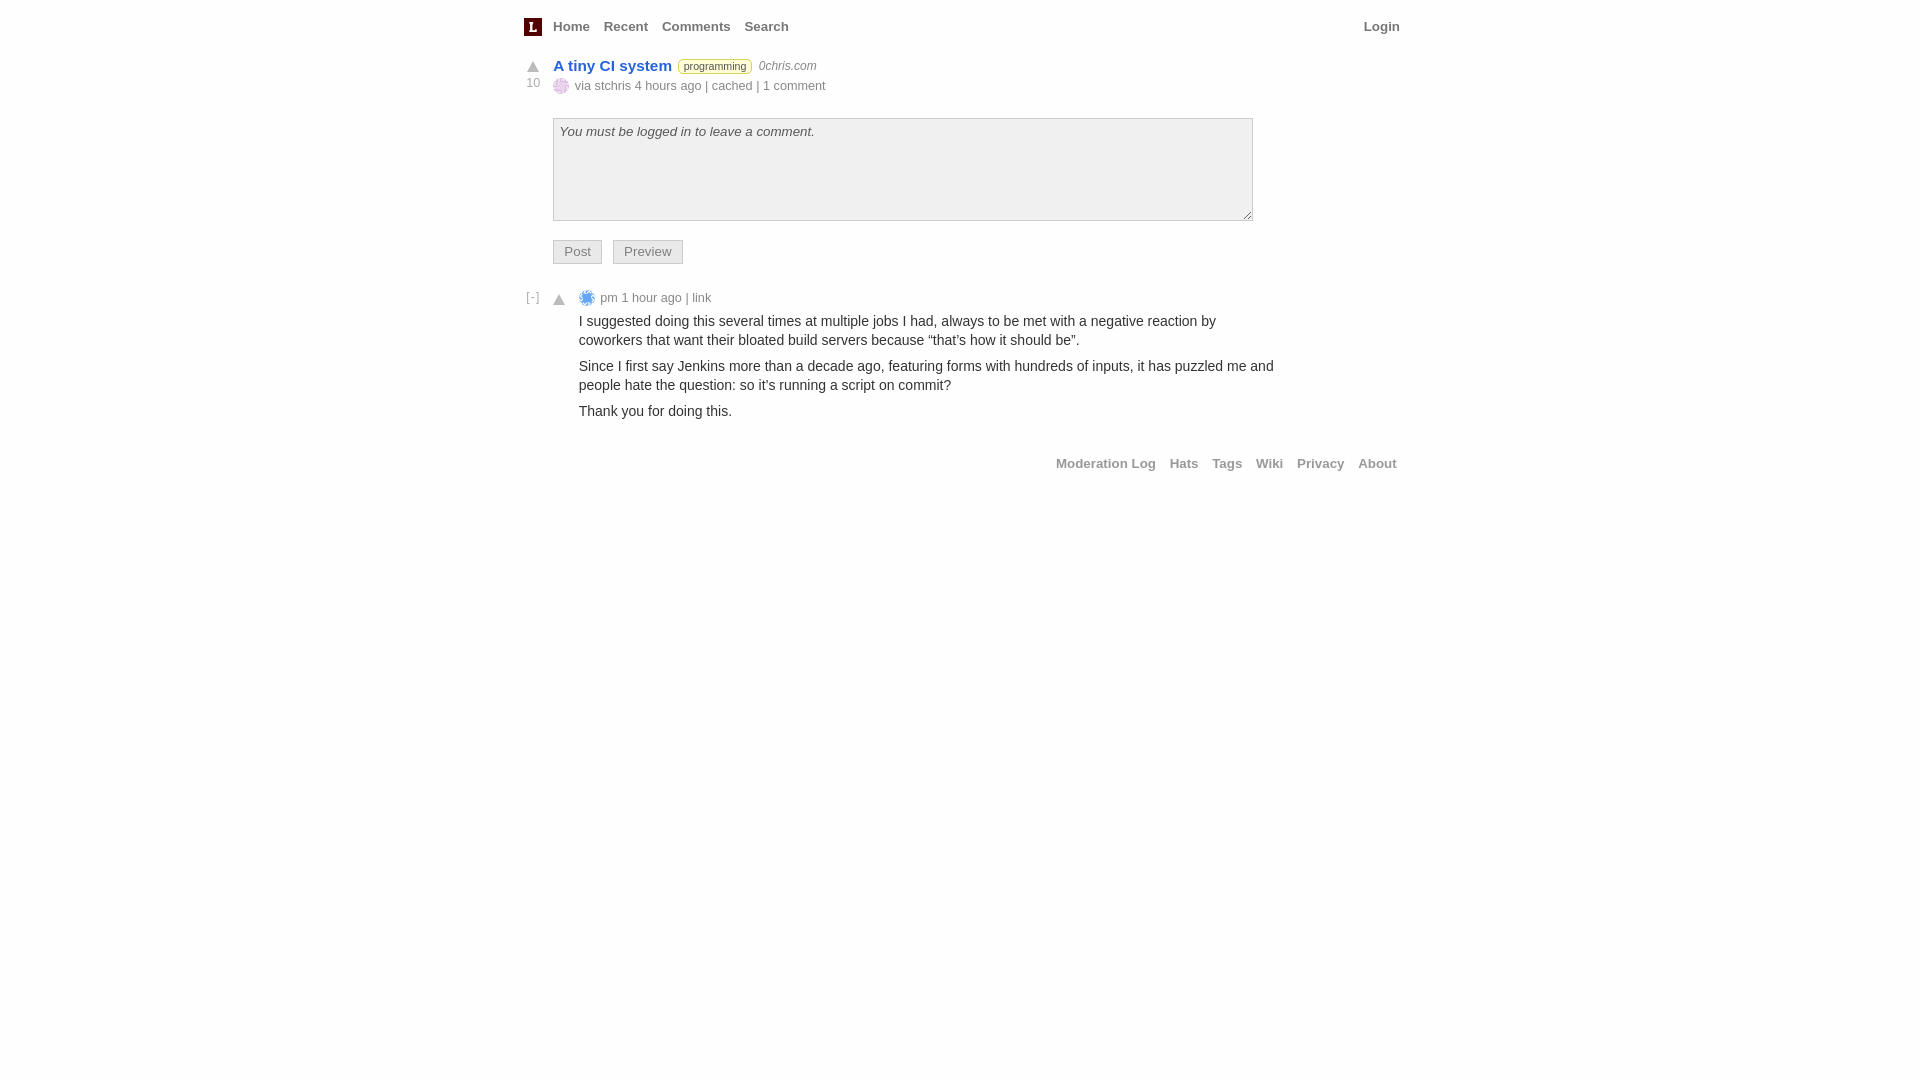 L Home Recent Comments Search Login
A tiny CI system programming 0chris.com
10
via stchris 4 hours ago | cached | 1 comment
You must be logged in to leave a comment.
Post Preview
[-] pm 1 hour ago | link
I suggested doing this several times at multiple jobs I had, always to be met with a negative reaction by
coworkers that want their bloated build servers because “that’s how it should be”.
Since I first say Jenkins more than a decade ago, featuring forms with hundreds of inputs, it has puzzled me and
people hate the question: so it’s running a script on commit?
Thank you for doing this.
Moderation Log Hats Tags Wiki Privacy About